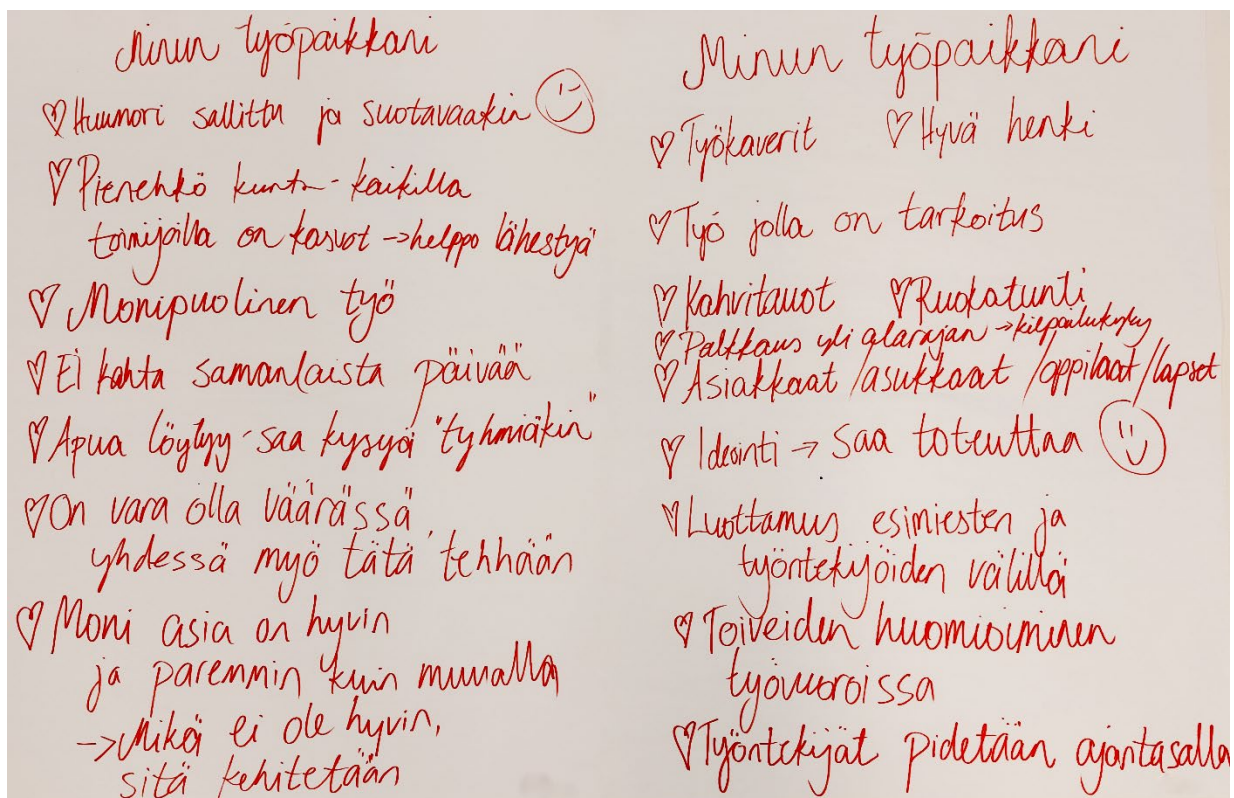 Minun työpaikkani
♡ Huumori sallittu ja suotavaakin
♡ Pienehkö kunta - kaikilla
toimijoilla on kasvot → helppo lähestyä
♡ Monipuolinen työ
♡ Ei kahta samanlaista päivää
♡ Apua löytyy - saa kysyä "tyhmiäkin"
♡ On vara olla väärässä,
yhdessä myö tätä tehhään
♡ Moni asia on hyvin
ja paremmin kuin muualla
→ Mikä ei ole hyvin,
sitä kehitetään
Minun työpaikkani
♡ Työkaverit ♡ Hyvä henki
♡ Työ jolla on tarkoitus
♡ Kahvitauot ♡ Ruokatunti
♡ Palkkaus yli alarajan → kilpailukyky
♡ Asiakkaat / asukkaat / oppilaat / lapset
♡ Ideointi → saa toteuttaa
♡ Luottamus esimiesten ja
työntekijöiden välillä
♡ Toiveiden huomioiminen
työvuoroissa
♡ Työntekijät pidetään ajantasalla